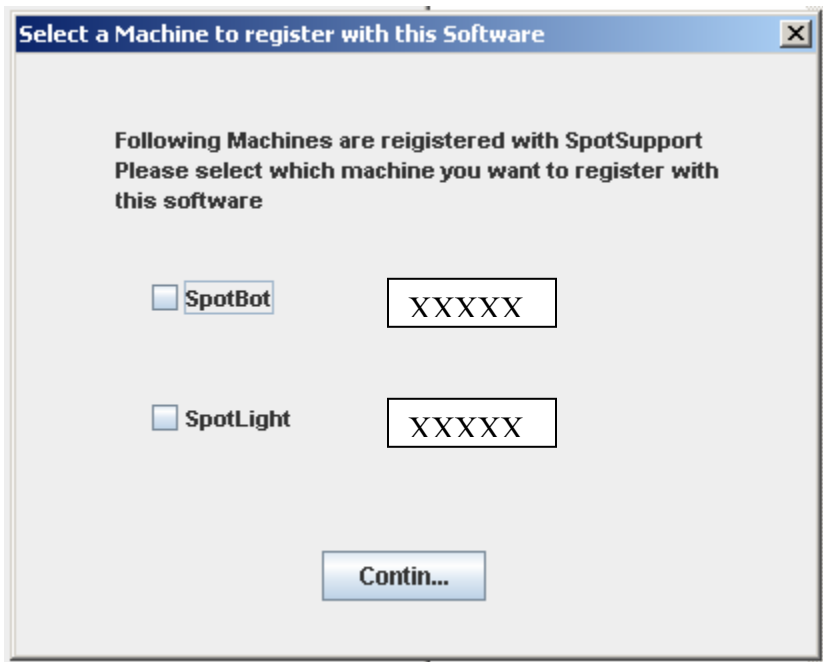 Select a Machine to register with this Software
Following Machines are reigistered with SpotSupport
Please select which machine you want to register with
this software
SpotBot XXXXX
SpotLight XXXXX
Contin...